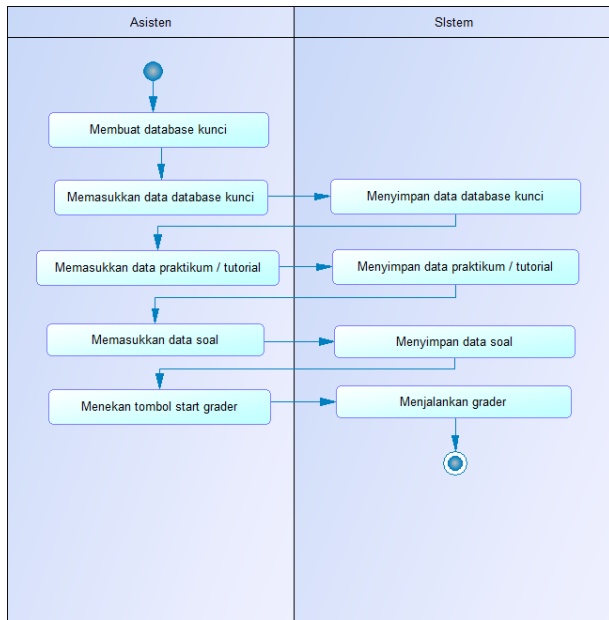 Asisten
SIstem
Membuat database kunci
Memasukkan data database kunci
Menyimpan data database kunci
Memasukkan data praktikum / tutorial
Menyimpan data praktikum / tutorial
Memasukkan data soal
Menyimpan data soal
Menekan tombol start grader
Menjalankan grader